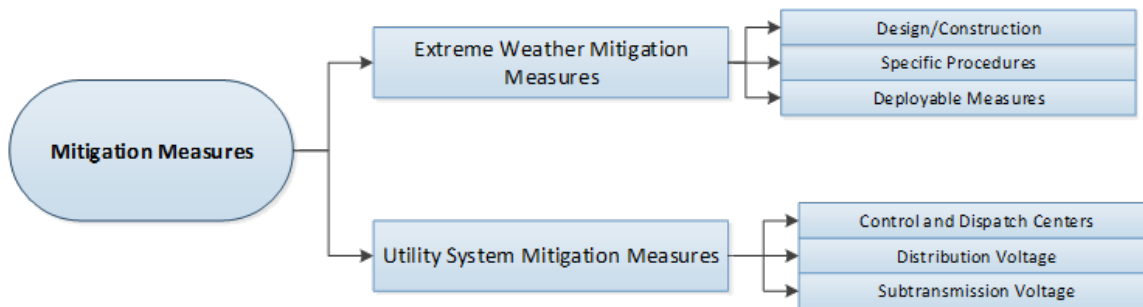 Mitigation Measures
Extreme Weather Mitigation
Measures
Design/Construction
Specific Procedures
Deployable Measures
Utility System Mitigation Measures
Control and Dispatch Centers
Distribution Voltage
Subtransmission Voltage